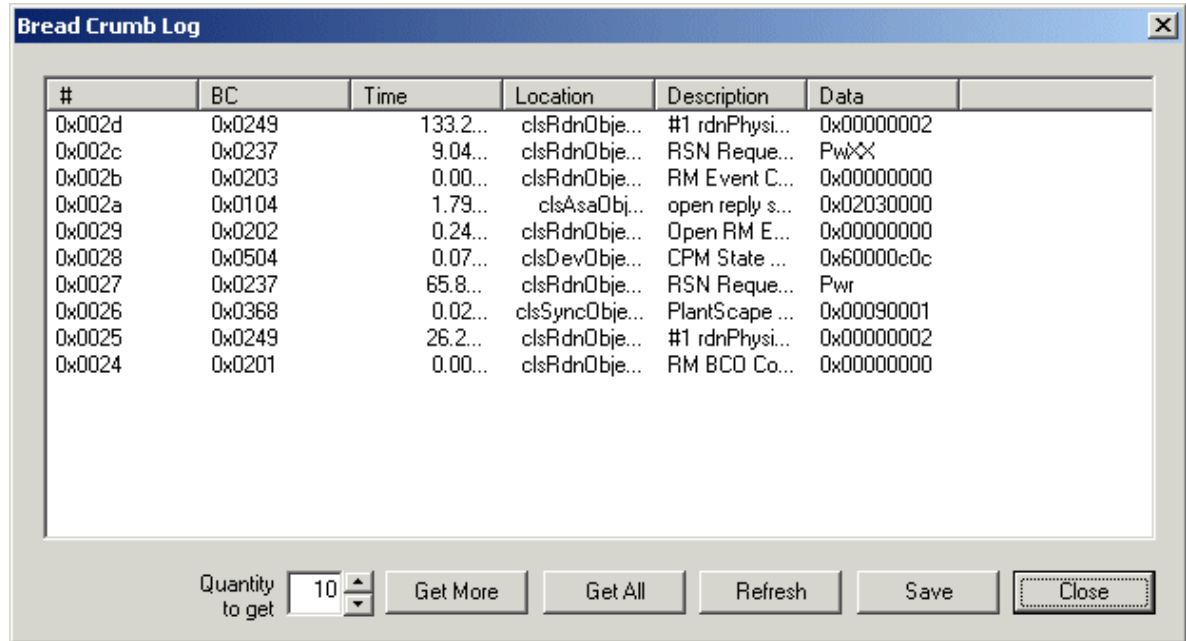 Bread Crumb Log
# BC Time Location Description Data
0x002d 0x0249 133.2... clsRdnObje... #1 rdnPhysi... 0x00000002
0x002c 0x0237 9.04... clsRdnObje... RSN Reque... PwXX
0x002b 0x0203 0.00... clsRdnObje... RM Event C... 0x00000000
0x002a 0x0104 1.79... clsAsaObj... open reply s... 0x02030000
0x0029 0x0202 0.24... clsRdnObje... Open RM E... 0x00000000
0x0028 0x0504 0.07... clsDevObje... CPM State ... 0x60000c0c
0x0027 0x0237 65.8... clsRdnObje... RSN Reque... Pwr
0x0026 0x0368 0.02... clsSyncObje... PlantScape ... 0x00090001
0x0025 0x0249 26.2... clsRdnObje... #1 rdnPhysi... 0x00000002
0x0024 0x0201 0.00... clsRdnObje... RM BCO Co... 0x00000000
Quantity
to get 10 Get More Get All Refresh Save Close